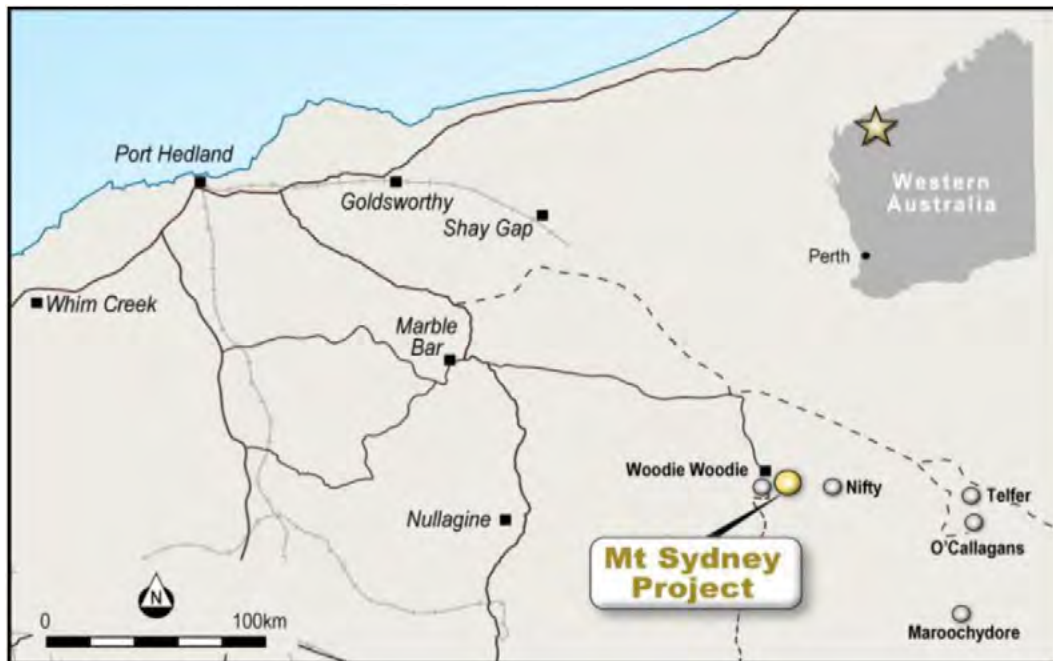 Port Hedland
Goldsworthy
Shay Gap
Western
Australia
Perth
Whim Creek
Marble
Bar
Woodie Woodie
Nifty
Telfer
Nullagine
O'Callagans
Mt Sydney
Project
Maroochydore
N
0
100km